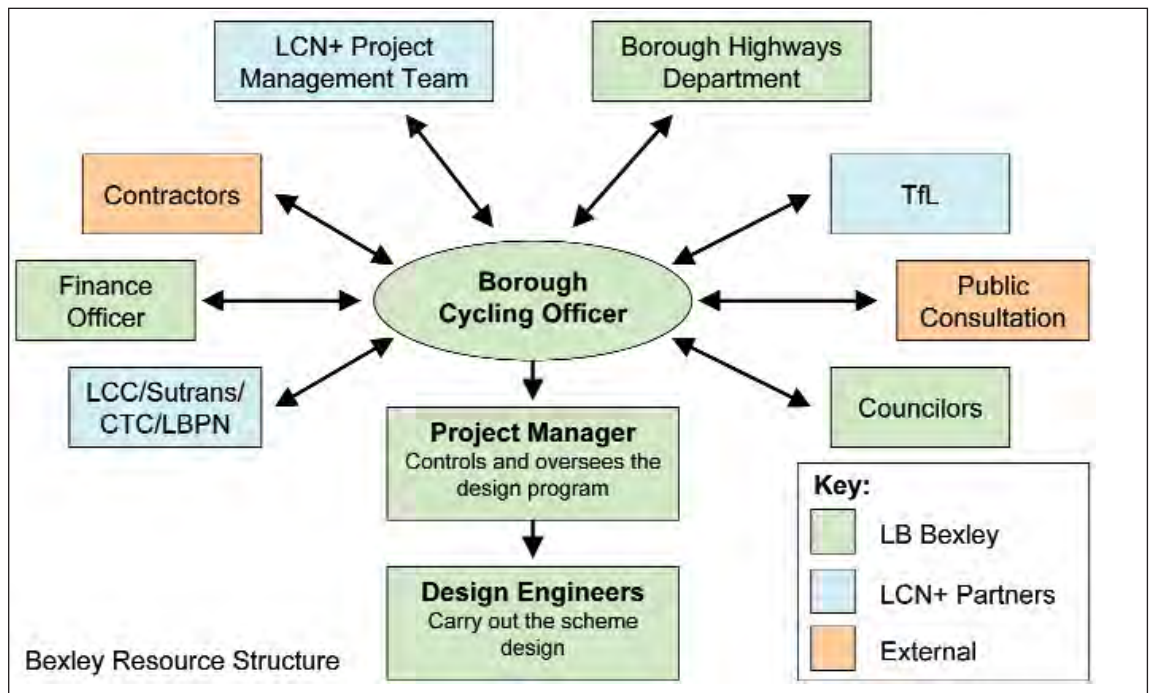 LCN+ Project
Management Team
Borough Highways
Department
Contractors
TfL
Finance
Officer
Borough
Cycling Officer
Public
Consultation
LCC/Sutrans/
CTC/LBPN
Councilors
Project Manager
Controls and oversees the
design program
Design Engineers
Carry out the scheme
design
Key:
LB Bexley
LCN+ Partners
External
Bexley Resource Structure